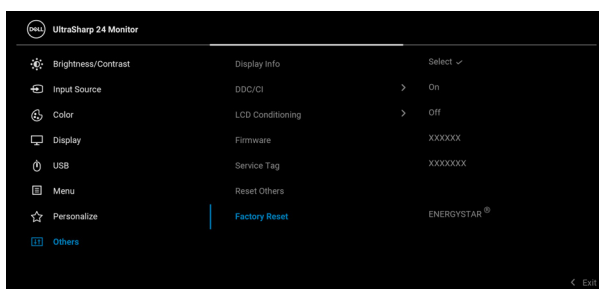 DELL UltraSharp 24 Monitor
Brightness/Contrast Display Info Select ✓
Input Source DDC/CI > On
Color LCD Conditioning > Off
Display Firmware XXXXXX
USB Service Tag XXXXXXX
Menu Reset Others
Personalize Factory Reset ENERGYSTAR ®
Others
< Exit